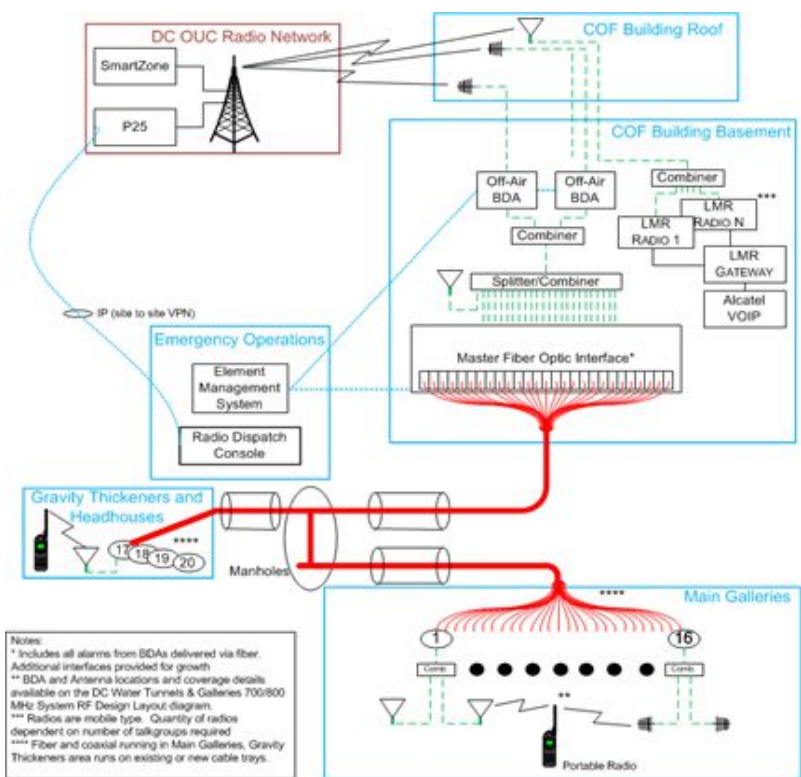 DC OUC Radio Network
SmartZone
P25
COF Building Roof
COF Building Basement
Off-Air
BDA
Off-Air
BDA
Combiner
Combiner
***
LMR
RADIO N
LMR
RADIO 1
LMR
GATEWAY
Alcatel
VOIP
Splitter/Combiner
Master Fiber Optic Interface*
IP (site to site VPN)
Emergency Operations
Element
Management
System
Radio Dispatch
Console
Gravity Thickeners and
Headhouses
****
17
18
19
20
Manholes
****
Main Galleries
1
16
Comb.
Comb.
**
Portable Radio
Notes:
* Includes all alarms from BDAs delivered via fiber.
Additional interfaces provided for growth
** BDA and Antenna locations and coverage details
available on the DC Water Tunnels & Galleries 700/800
MHz System RF Design Layout diagram.
*** Radios are mobile type. Quantity of radios
dependent on number of talkgroups required
**** Fiber and coaxial running in Main Galleries, Gravity
Thickeners area runs on existing or new cable trays.